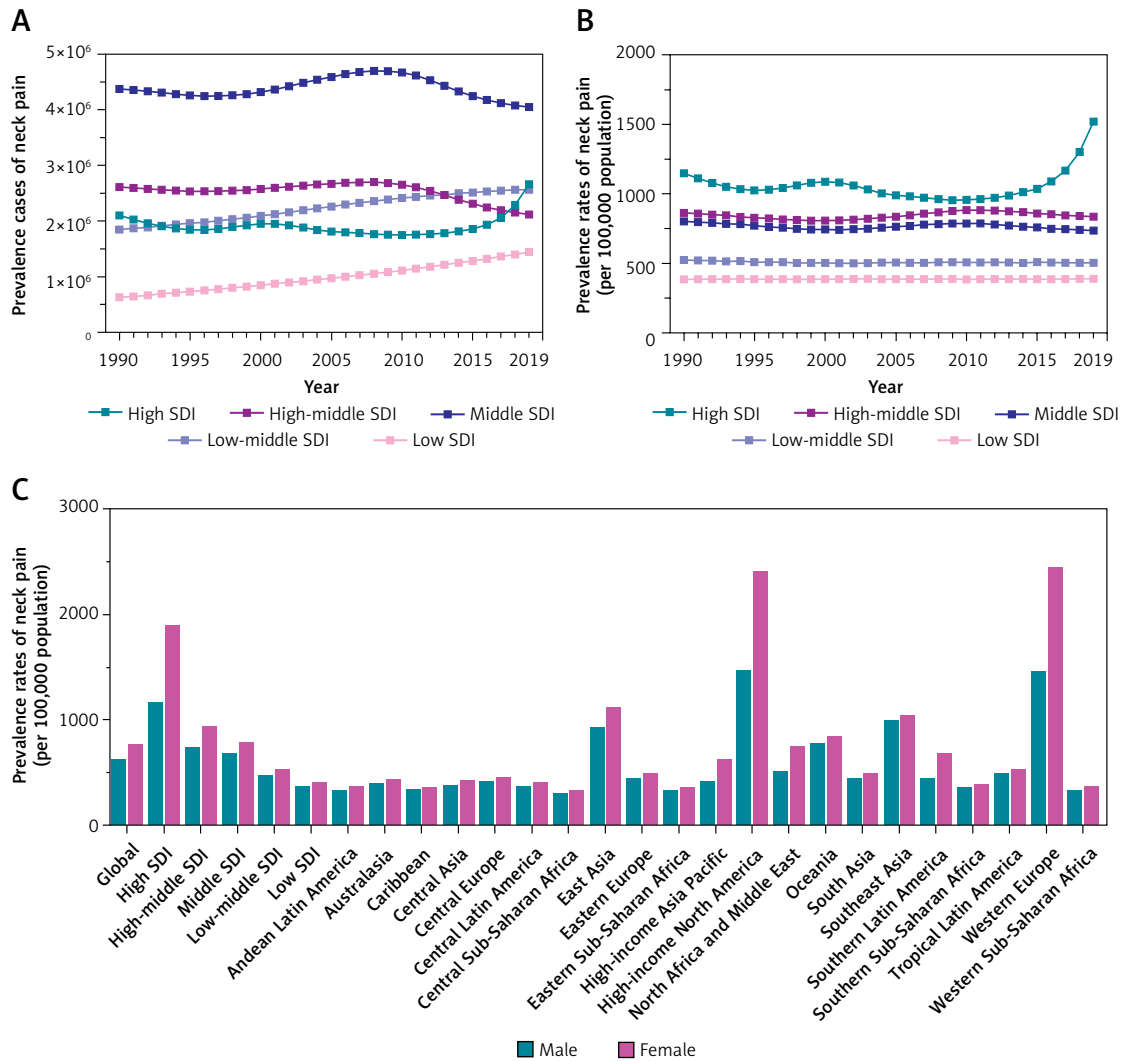 A
Prevalence cases of neck pain
5×10⁶
4×10⁶
3×10⁶
2×10⁶
1×10⁶
0
1990 1995 2000 2005 2010 2015 2019
Year
High SDI High-middle SDI Middle SDI
Low-middle SDI Low SDI
B
Prevalence rates of neck pain
(per 100,000 population)
2000
1500
1000
500
0
1990 1995 2000 2005 2010 2015 2019
Year
High SDI High-middle SDI Middle SDI
Low-middle SDI Low SDI
C
Prevalence rates of neck pain
(per 100,000 population)
3000
2000
1000
0
Global
High SDI
High-middle SDI
Middle SDI
Low-middle SDI
Low SDI
Andean Latin America
Australasia
Caribbean
Central Asia
Central Europe
Central Latin America
Central Sub-Saharan Africa
East Asia
Eastern Europe
Eastern Sub-Saharan Africa
High-income Asia Pacific
High-income North America
North Africa and Middle East
Oceania
South Asia
Southeast Asia
Southern Latin America
Southern Sub-Saharan Africa
Tropical Latin America
Western Europe
Western Sub-Saharan Africa
Male Female